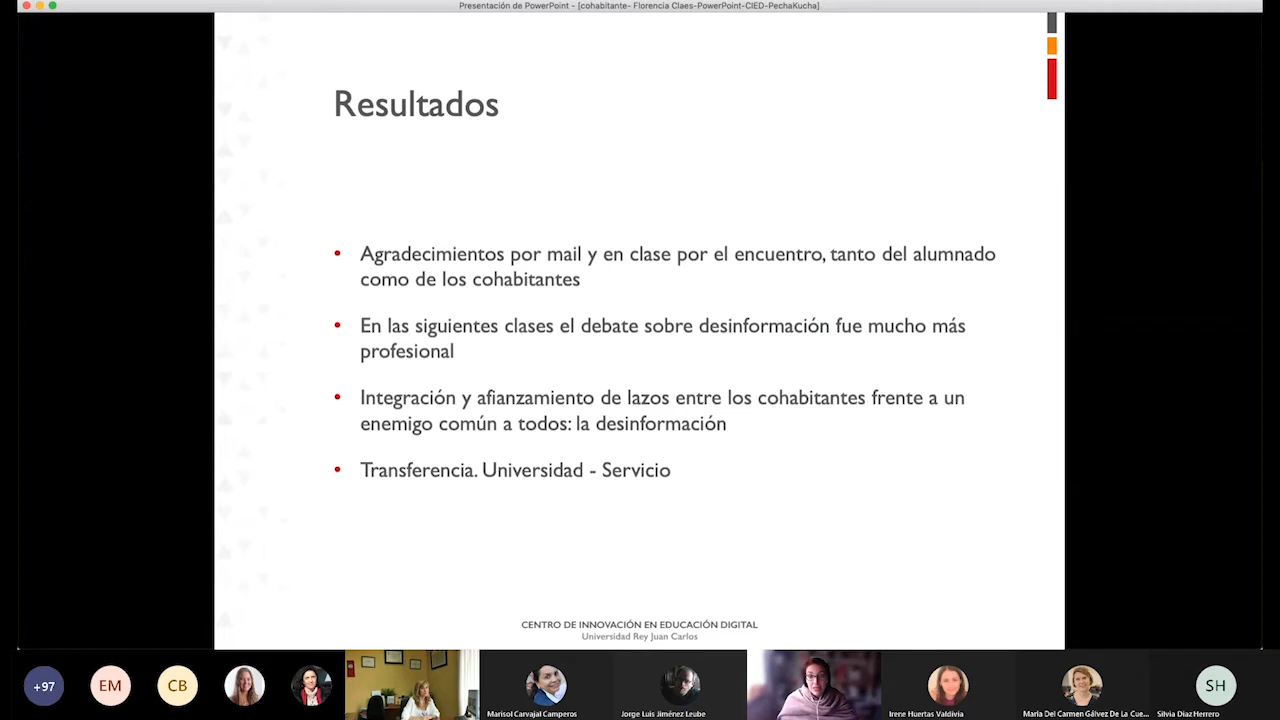 Presentación de PowerPoint - [cohabitante- Florencia Claes-PowerPoint-CIED-PechaKucha]
Resultados
• Agradecimientos por mail y en clase por el encuentro, tanto del alumnado
como de los cohabitantes
• En las siguientes clases el debate sobre desinformación fue mucho más
profesional
• Integración y afianzamiento de lazos entre los cohabitantes frente a un
enemigo común a todos: la desinformación
• Transferencia. Universidad - Servicio
CENTRO DE INNOVACIÓN EN EDUCACIÓN DIGITAL
Universidad Rey Juan Carlos
+97
EM
CB
SH
Marisol Carvajal Camperos
Jorge Luis Jiménez Leube
Irene Huertas Valdivia
María Del Carmen Gálvez De La Cue...
Silvia Díaz Herrero